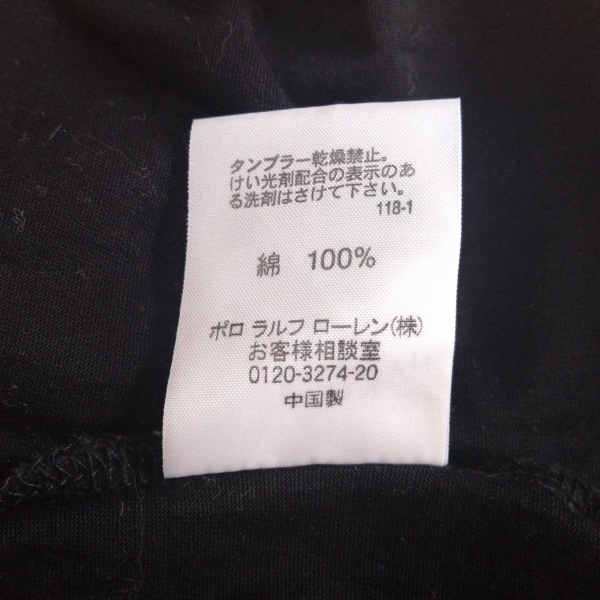 タンブラー乾燥禁止。
けい光剤配合の表示のあ
る洗剤はさけて下さい。
118-1
綿 100%
ポロ ラルフ ローレン(株)
お客様相談室
0120-3274-20
中国製